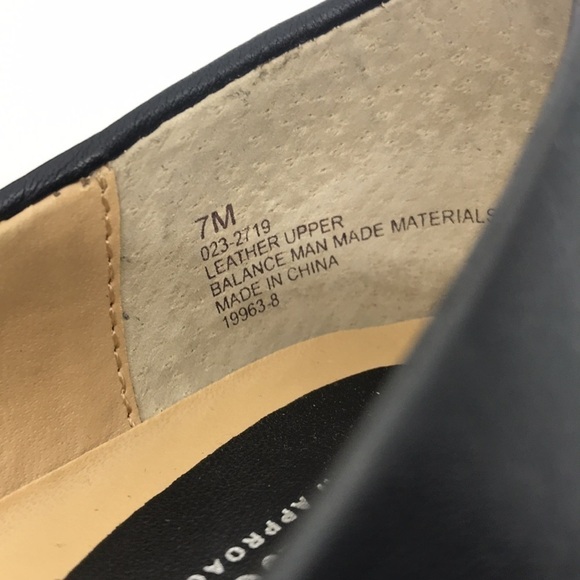 7M
023-2719
LEATHER UPPER
BALANCE MAN MADE MATERIALS
MADE IN CHINA
19963-8